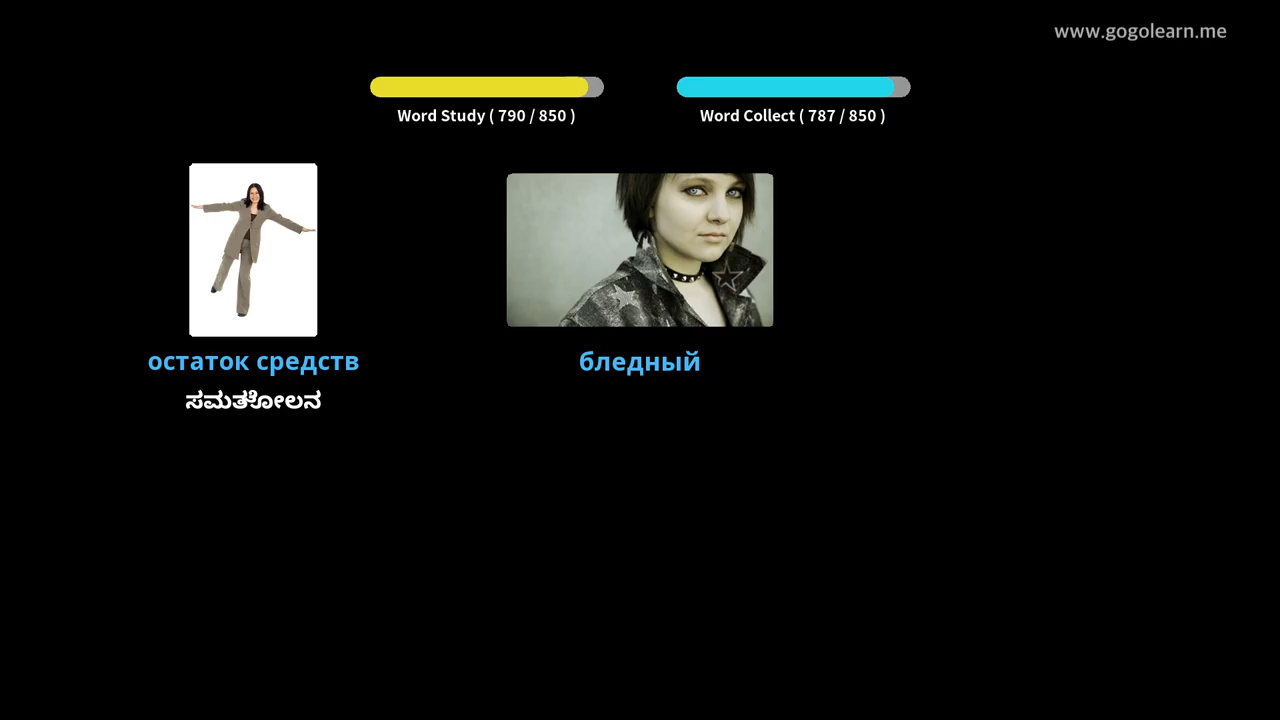 www.gogolearn.me
Word Study ( 790 / 850 )
Word Collect ( 787 / 850 )
остаток средств
бледный
ಸಮತೋಲನ